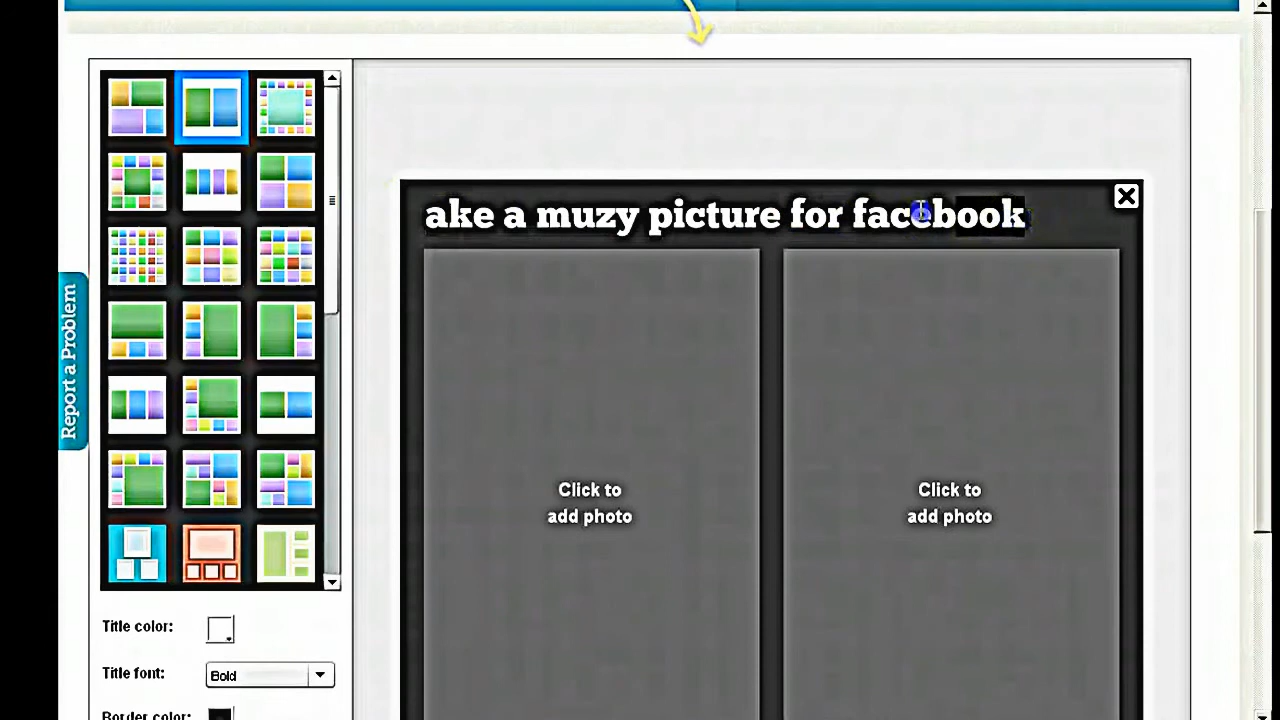 ake a muzy picture for facebook
Report a Problem
Click to
add photo
Click to
add photo
Title color:
Title font:
Bold
Border color: